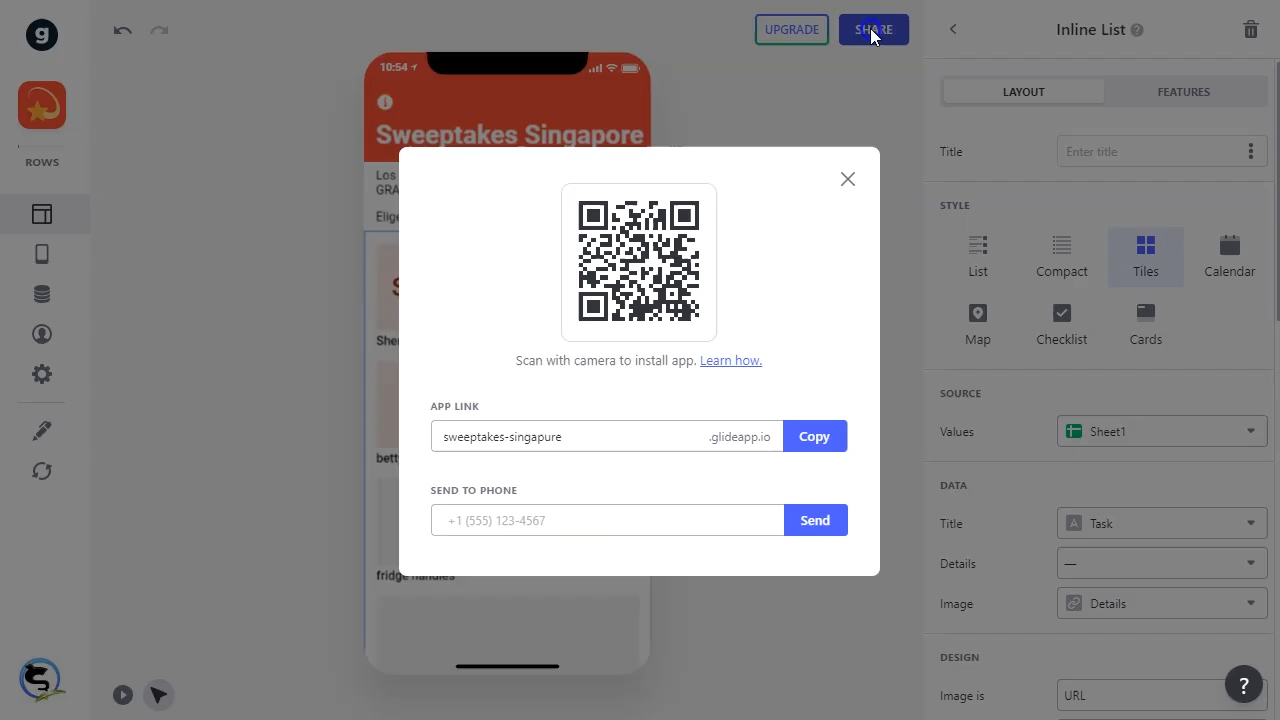 g
UPGRADE
SHARE
Inline List ?
10:54
LAYOUT
FEATURES
Sweeptakes Singapore
Title
Enter title
ROWS
Los
GRA
STYLE
Elige
List
Compact
Tiles
Calendar
S
She
Map
Checklist
Cards
Scan with camera to install app. Learn how.
SOURCE
APP LINK
Values
Sheet1
sweeptakes-singapure
.glideapp.io
Copy
bett
SEND TO PHONE
DATA
+1 (555) 123-4567
Send
Title
A
Task
Details
—
fridge handles
Image
Details
DESIGN
Image is
URL
?